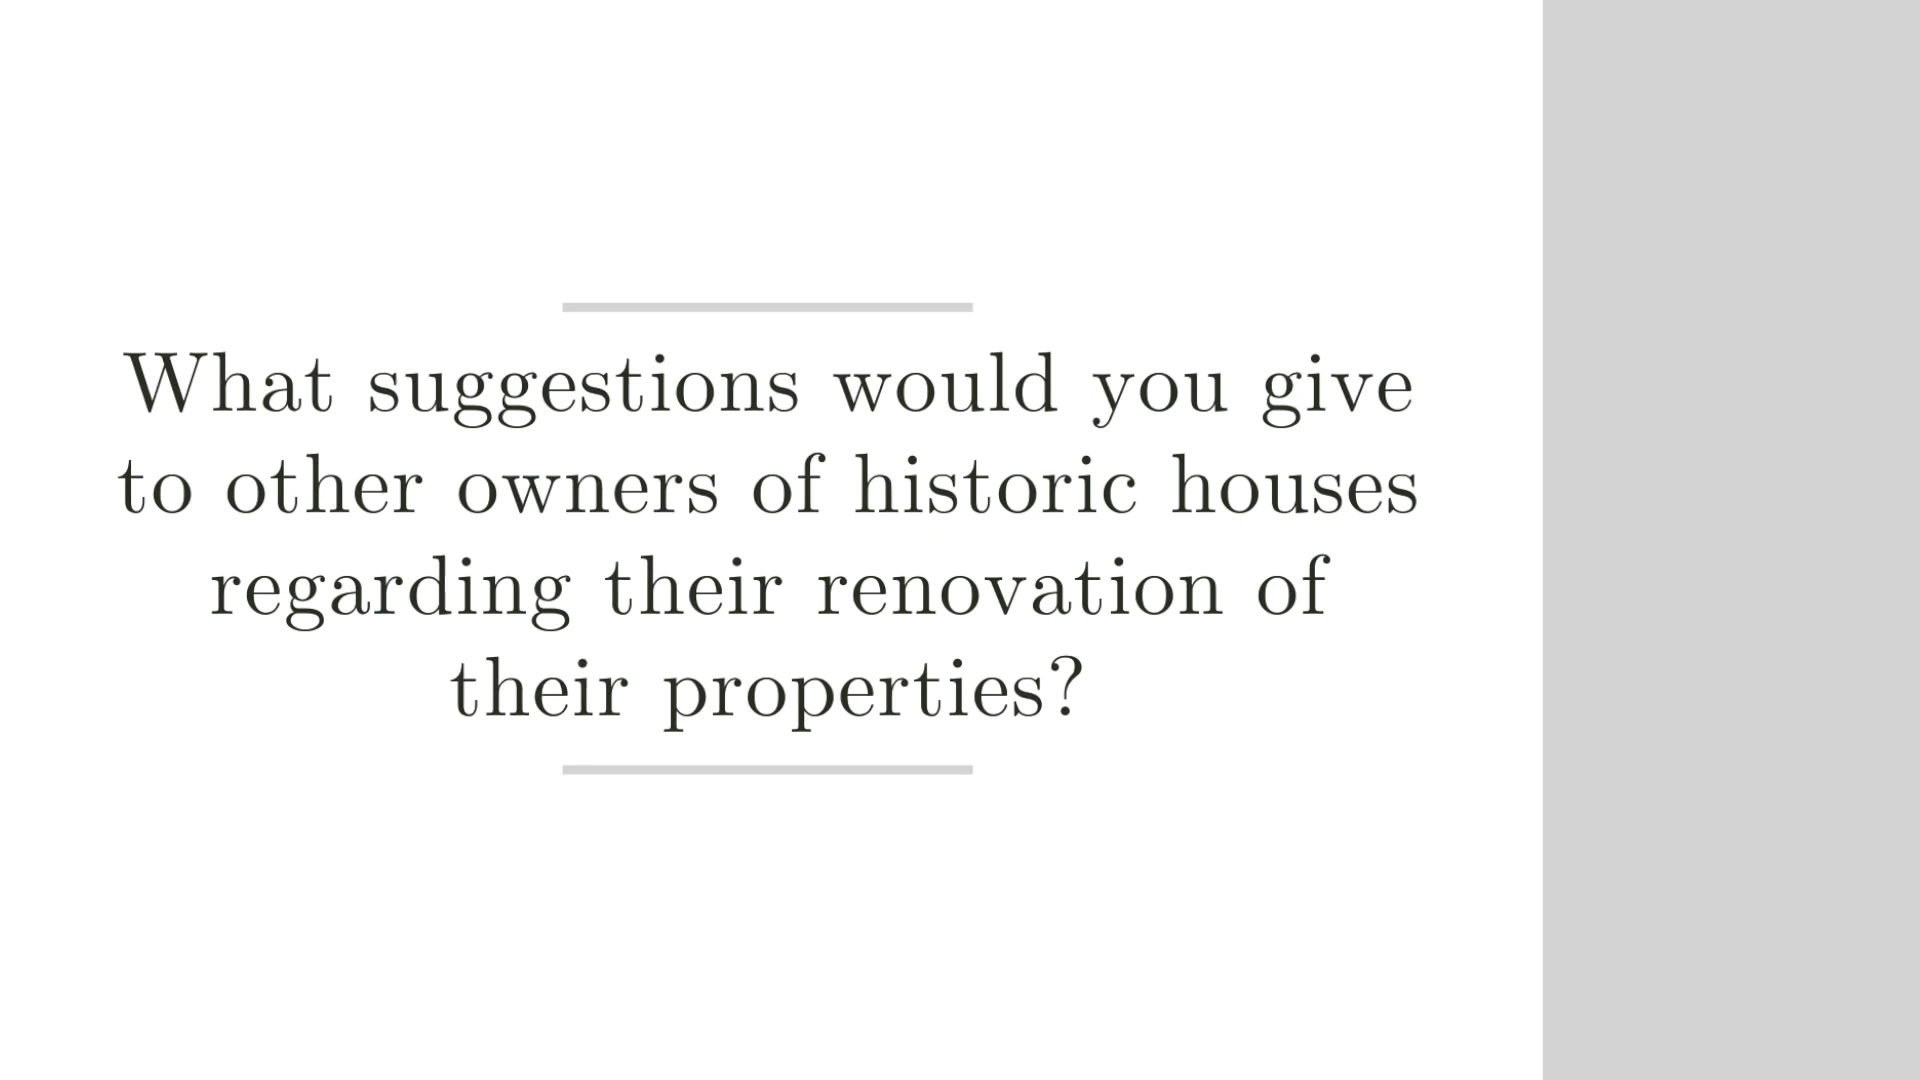 What suggestions would you give
to other owners of historic houses
regarding their renovation of
their properties?